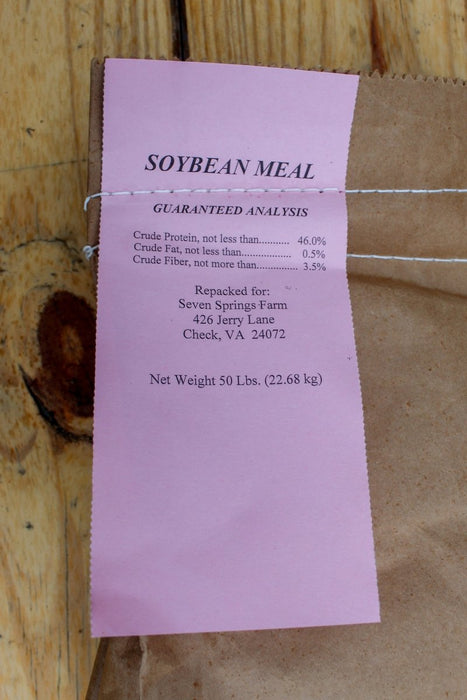 SOYBEAN MEAL
GUARANTEED ANALYSIS
Crude Protein, not less than........... 46.0%
Crude Fat, not less than.................. 0.5%
Crude Fiber, not more than............... 3.5%
Repacked for:
Seven Springs Farm
426 Jerry Lane
Check, VA 24072
Net Weight 50 Lbs. (22.68 kg)